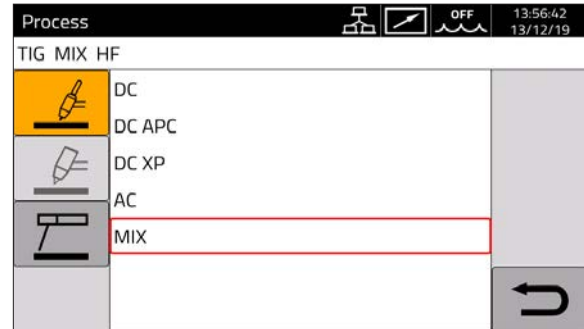 Process
OFF
13:56:42
13/12/19
TIG MIX HF
DC
DC APC
DC XP
AC
MIX